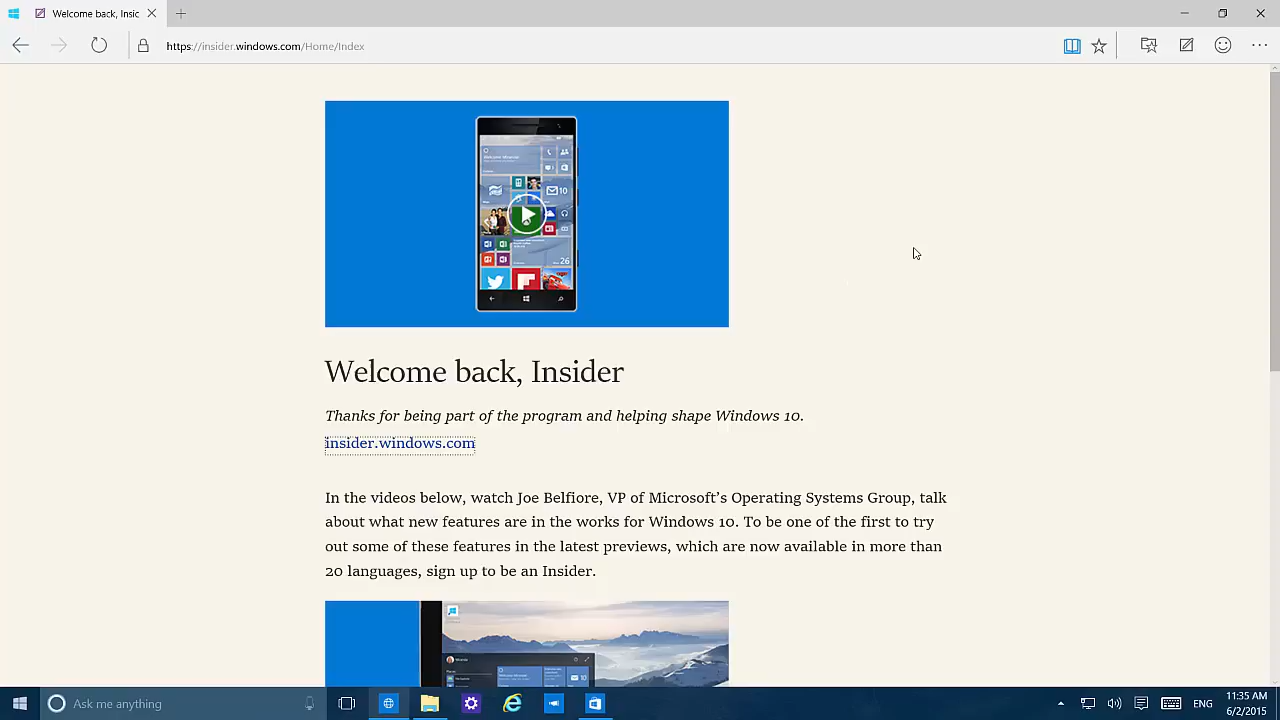 Welcome back, Insic
https://insider.windows.com/Home/Index
10
26
Welcome back, Insider
Thanks for being part of the program and helping shape Windows 10.
insider.windows.com
In the videos below, watch Joe Belfiore, VP of Microsoft’s Operating Systems Group, talk
about what new features are in the works for Windows 10. To be one of the first to try
out some of these features in the latest previews, which are now available in more than
20 languages, sign up to be an Insider.
10
Ask me anything
ENG
11:35 AM
6/2/2015